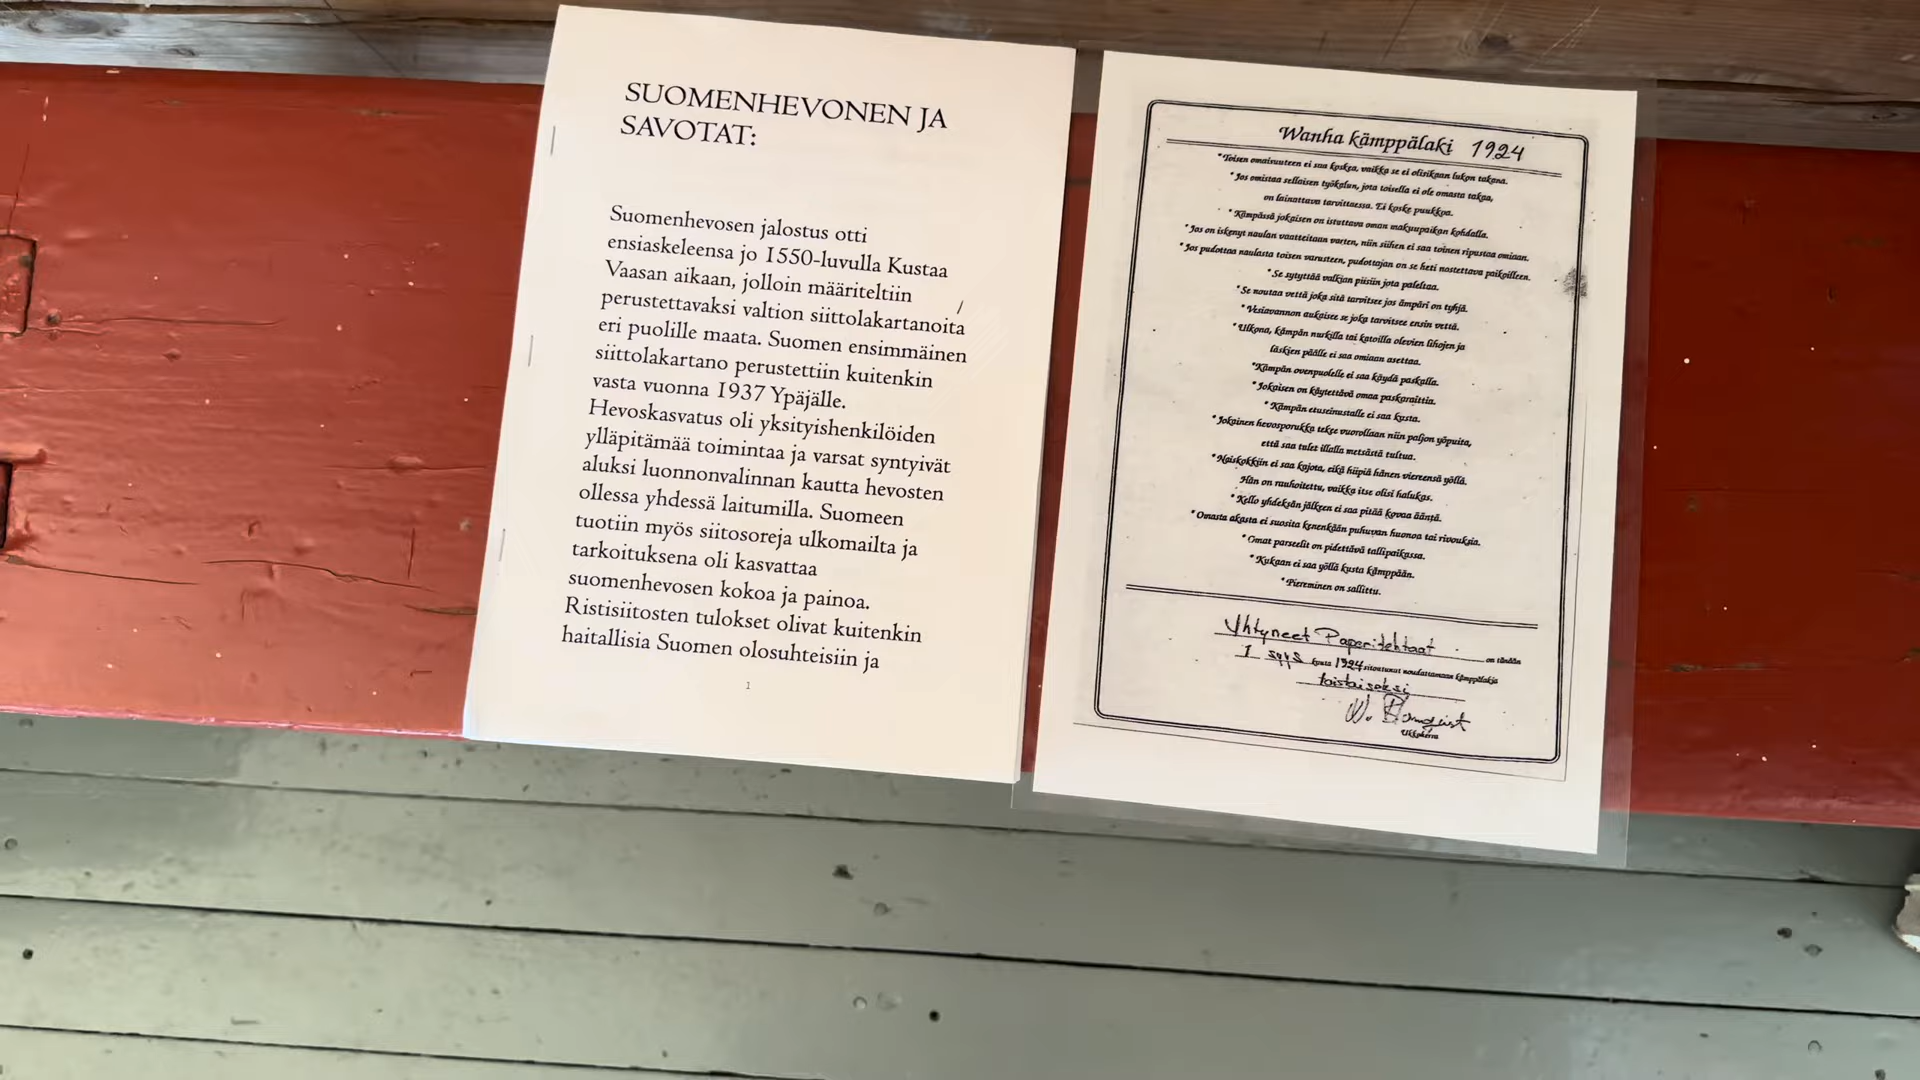 SUOMENHEVONEN JA
SAVOTAT:
Suomenhevosen jalostus otti
ensiaskeleensa jo 1550-luvulla Kustaa
Vaasan aikaan, jolloin määriteltiin
perustettavaksi valtion siittolakartanoita
eri puolille maata. Suomen ensimmäinen
siittolakartano perustettiin kuitenkin
vasta vuonna 1937 Ypäjälle.
Hevoskasvatus oli yksityishenkilöiden
ylläpitämää toimintaa ja varsat syntyivät
aluksi luonnonvalinnan kautta hevosten
ollessa yhdessä laitumilla. Suomeen
tuotiin myös siitosoreja ulkomailta ja
tarkoituksena oli kasvattaa
suomenhevosen kokoa ja painoa.
Ristisiitosten tulokset olivat kuitenkin
haitallisia Suomen olosuhteisiin ja
1
Wanha kämppälaki 1924
* Toisen omaisuuteen ei saa koskea, vaikka se ei olisikaan lukon takana.
* Jos omistaa sellaisen työkalun, jota toisella ei ole omasta takaa,
on lainattava tarvittaessa. Ei koske puukkoa.
* Kämpässä jokaisen on istuttava oman makuupaikan kohdalla.
* Jos on iskenyt naulan vaatteitaan varten, niin siihen ei saa toinen ripustaa omiaan.
* Jos pudottaa naulasta toisen varusteen, pudottajan on se heti nostettava paikoilleen.
* Se sytyttää valkian piisiin jota paleltaa.
* Se noutaa vettä joka sitä tarvitsee jos ämpäri on tyhjä.
* Vesiavannon aukaisee se joka tarvitsee ensin vettä.
* Ulkona, kämpän nurkilla tai katoilla olevien lihojen ja
läskien päälle ei saa omiaan asettaa.
* Kämpän ovenpuolelle ei saa käydä paskalla.
* Jokaisen on käytettävä omaa paskaraittia.
* Kämpän etuseinustalle ei saa kusta.
* Jokainen hevosporukka tekee vuorollaan niin paljon yöpuita,
että saa tulet illalla metsästä tultua.
* Naiskokkiin ei saa kajota, eikä hiipiä hänen viereensä yöllä.
Hän on rauhoitettu, vaikka itse olisi halukas.
* Kello yhdeksän jälkeen ei saa pitää kovaa ääntä.
* Omasta akasta ei suosita kenenkään puhuvan huonoa tai rivouksia.
* Omat parseelit on pidettävä tallipaikassa.
* Kukaan ei saa yöllä kusta kämppään.
* Piereminen on sallittu.
Yhtyneet Paperitehtaat on tänään
1 syys kuuta 1924 sitoutunut noudattamaan kämppälakja
toistaiseksi
W.
Ukkoherra